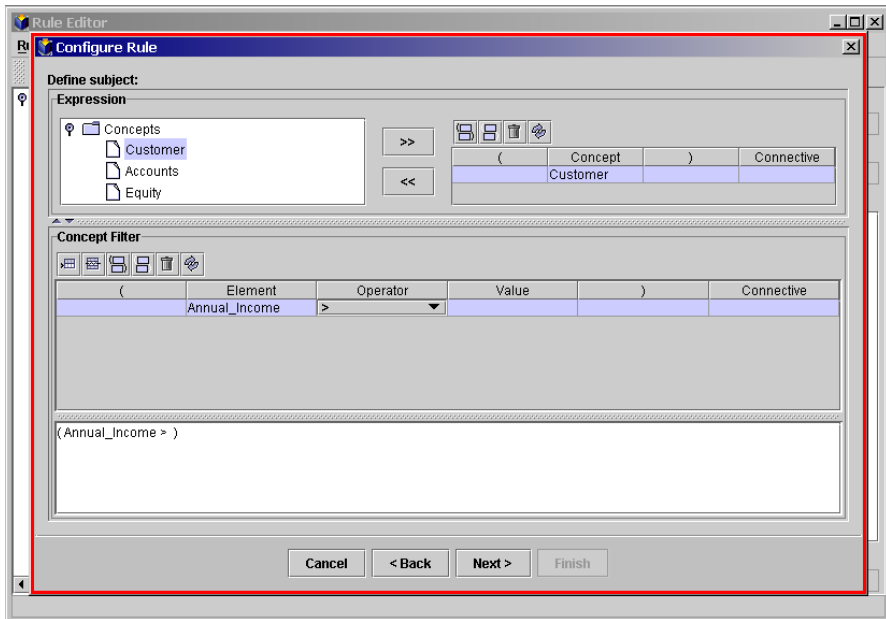 Rule Editor
Configure Rule
Define subject:
Expression
Concepts
Customer
Accounts
Equity
>>
<<
( Concept ) Connective
Customer
Concept Filter
( Element Operator Value ) Connective
Annual_Income >
(Annual_Income > )
Cancel < Back Next > Finish